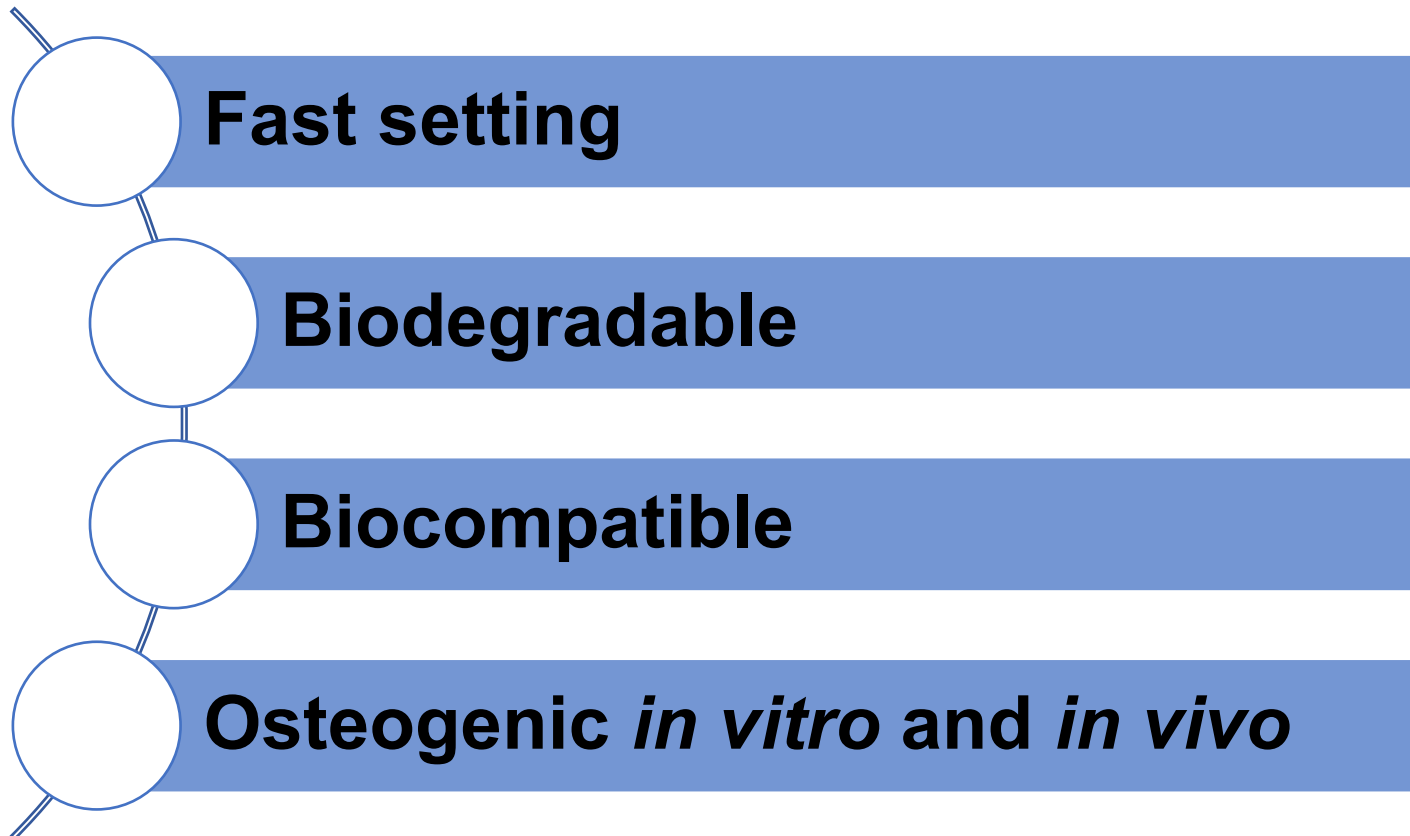 Fast setting
Biodegradable
Biocompatible
Osteogenic in vitro and in vivo